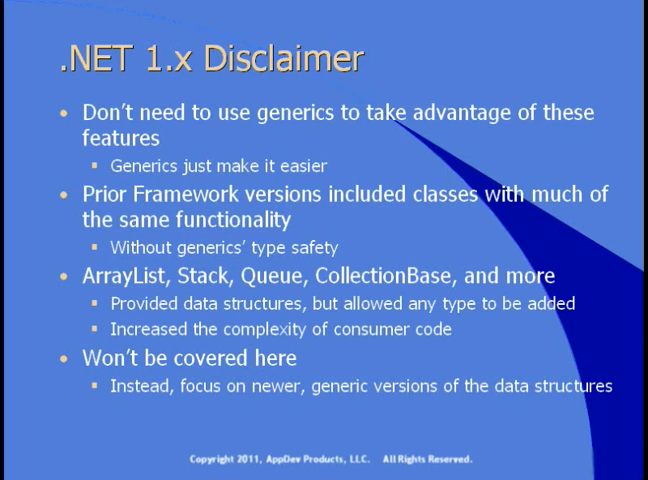 .NET 1.x Disclaimer
• Don’t need to use generics to take advantage of these
features
▪ Generics just make it easier
• Prior Framework versions included classes with much of
the same functionality
▪ Without generics’ type safety
• ArrayList, Stack, Queue, CollectionBase, and more
▪ Provided data structures, but allowed any type to be added
▪ Increased the complexity of consumer code
• Won’t be covered here
▪ Instead, focus on newer, generic versions of the data structures
Copyright 2011, AppDev Products, LLC. All Rights Reserved.